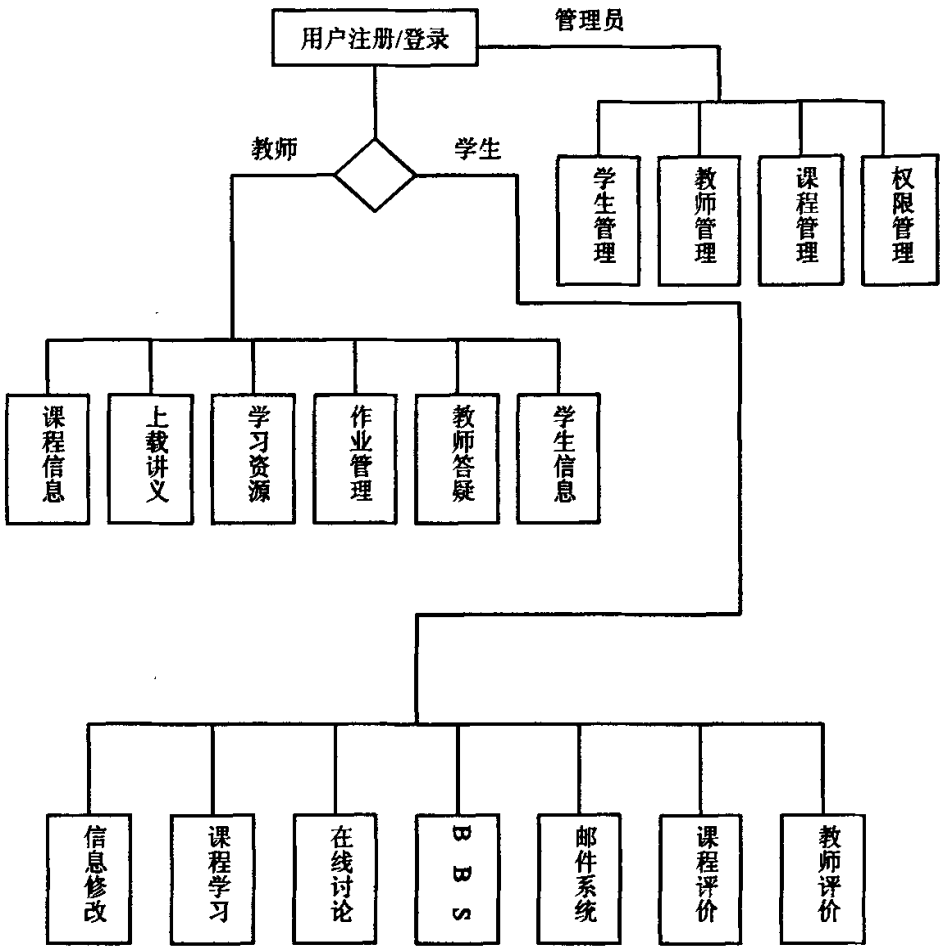 管理员
用户注册/登录
教师
学生
学生管理
教师管理
课程管理
权限管理
课程信息
上载讲义
学习资源
作业管理
教师答疑
学生信息
信息修改
课程学习
在线讨论
BBS
邮件系统
课程评价
教师评价